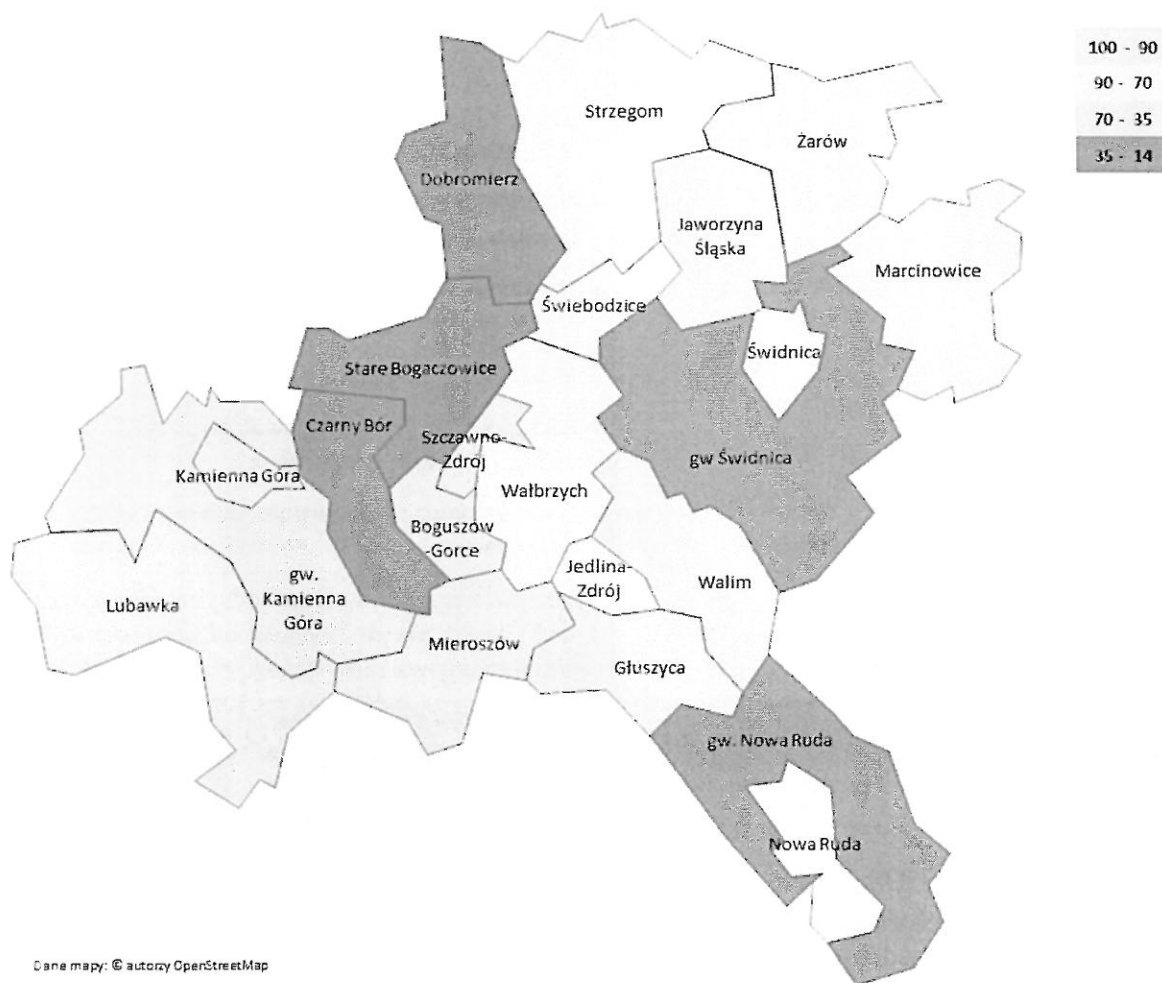 100 - 90
90 - 70
70 - 35
35 - 14
Strzegom
Żarów
Dobromierz
Jaworzyna
Śląska
Marcinowice
Świebodzice
Świdnica
Stare Bogaczowice
Czarny Bór
Szczawno-
Zdrój
gw Świdnica
Kamienna Góra
Wałbrzych
Boguszów
-Gorce
Jedlina-
Zdrój
Walim
gw.
Kamienna
Góra
Lubawka
Mieroszów
Głuszyca
gw. Nowa Ruda
Nowa Ruda
Dane mapy: © autorzy OpenStreetMap